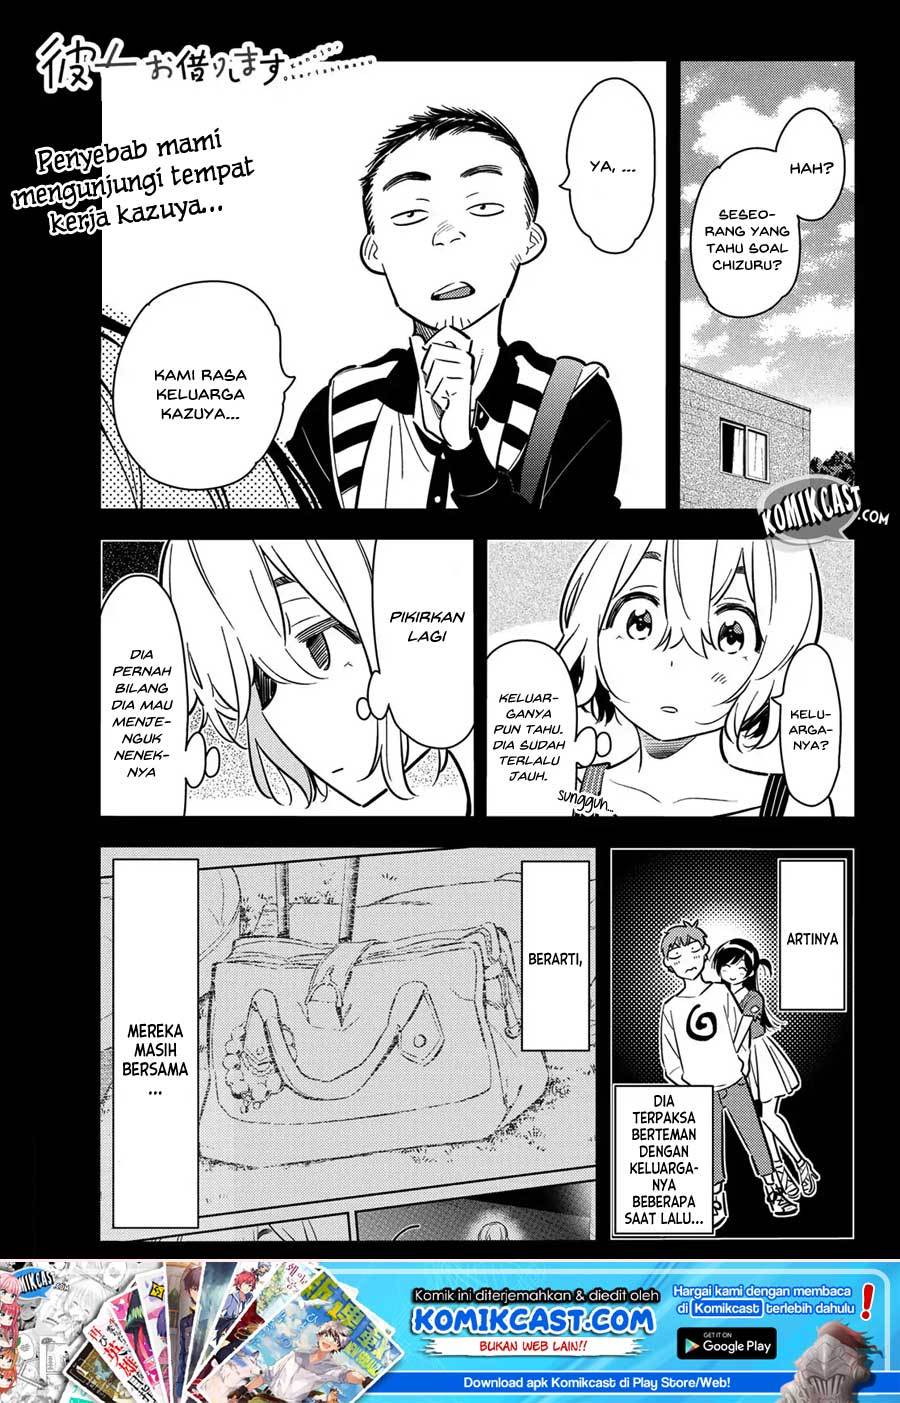 彼女お借ります
Penyebab mami
mengunjungi tempat
kerja kazuya...
HAH?
SESEO-
RANG YANG
TAHU SOAL
CHIZURU?
YA, ...
KAMI RASA
KELUARGA
KAZUYA...
KOMIKCAST.COM
KELU-
ARGA-
NYA?
KELUAR-
GANYA
PUN TAHU.
DIA SUDAH
TERLALU
JAUH.
sungguh...
PIKIRKAN
LAGI
DIA
PERNAH
BILANG
DIA MAU
MENJE-
NGUK
NENEK-
NYA
ARTINYA
DIA
TERPAKSA
BERTEMAN
DENGAN
KELUARGA-
NYA
BEBERAPA
SAAT LALU...
BERARTI,
MEREKA
MASIH
BERSAMA
...
Komik ini diterjemahkan & diedit oleh
KOMIKCAST.COM
BUKAN WEB LAIN!!
Hargai kami dengan membaca
di Komikcast terlebih dahulu !
GET IT ON
Google Play
Download apk Komikcast di Play Store/Web!